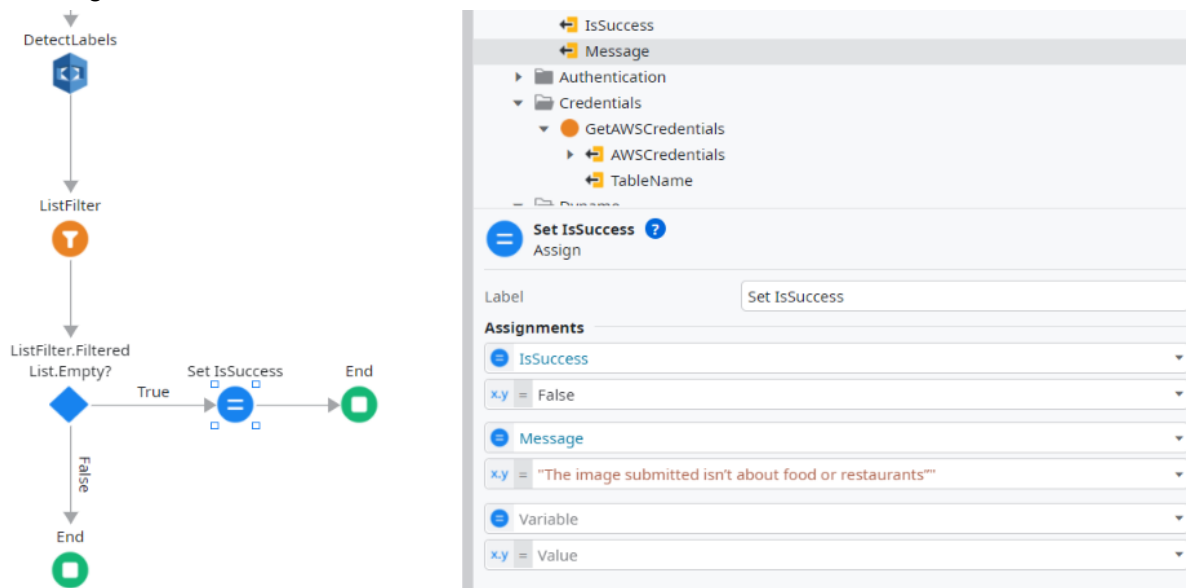 DetectLabels
ListFilter
ListFilter.Filtered
List.Empty?
True
Set IsSuccess
End
False
End
IsSuccess
Message
Authentication
Credentials
GetAWSCredentials
AWSCredentials
TableName
Set IsSuccess ?
Assign
Label
Set IsSuccess
Assignments
IsSuccess
x.y = False
Message
x.y = "The image submitted isn't about food or restaurants""
Variable
x.y = Value